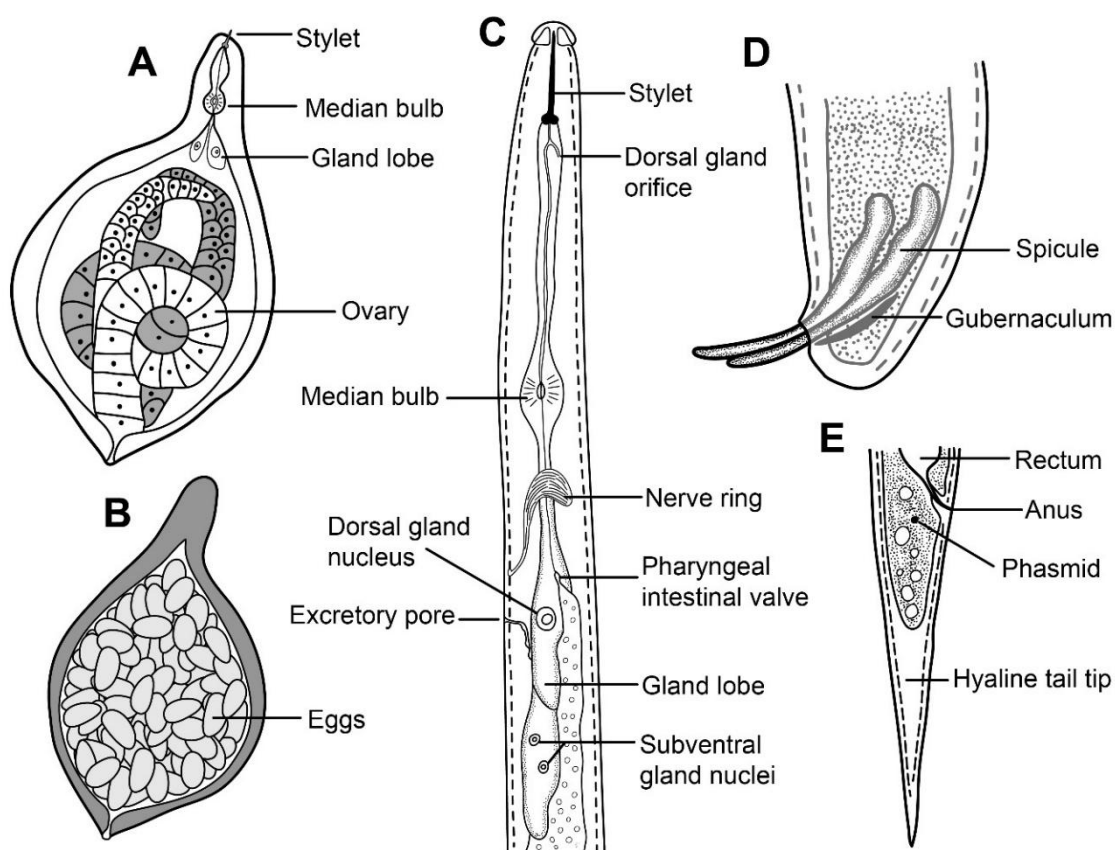 A
Stylet
Median bulb
Gland lobe
Ovary
B
Eggs
C
Stylet
Dorsal gland
orifice
Median bulb
Nerve ring
Dorsal gland
nucleus
Pharyngeal
intestinal valve
Excretory pore
Gland lobe
Subventral
gland nuclei
D
Spicule
Gubernaculum
E
Rectum
Anus
Phasmid
Hyaline tail tip